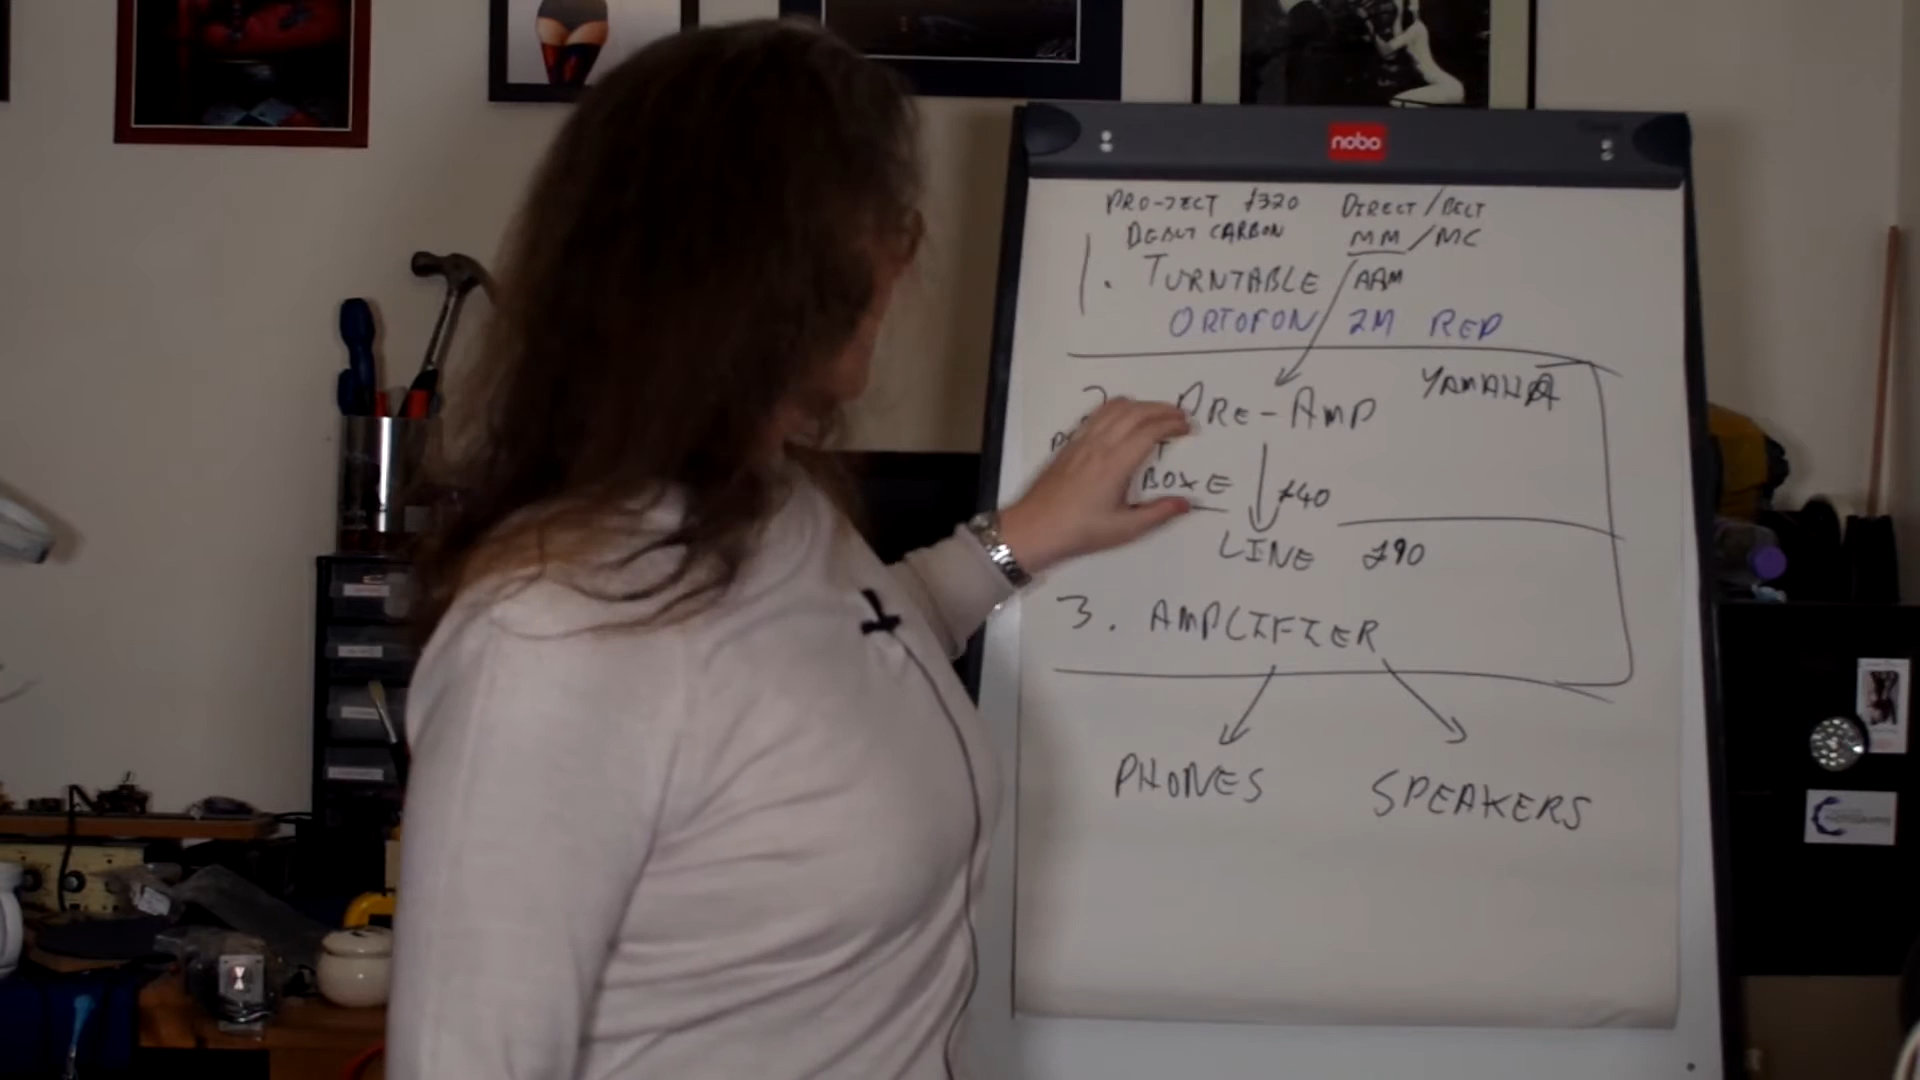 nobo
PRO-JECT £320 DIRECT/BELT
DEBUT CARBON MM/MC
1. TURNTABLE /ARM
ORTOFON 2M RED
YAMAHA
PRE-AMP
BOX E £40
LINE £90
3. AMPLIFIER
PHONES SPEAKERS